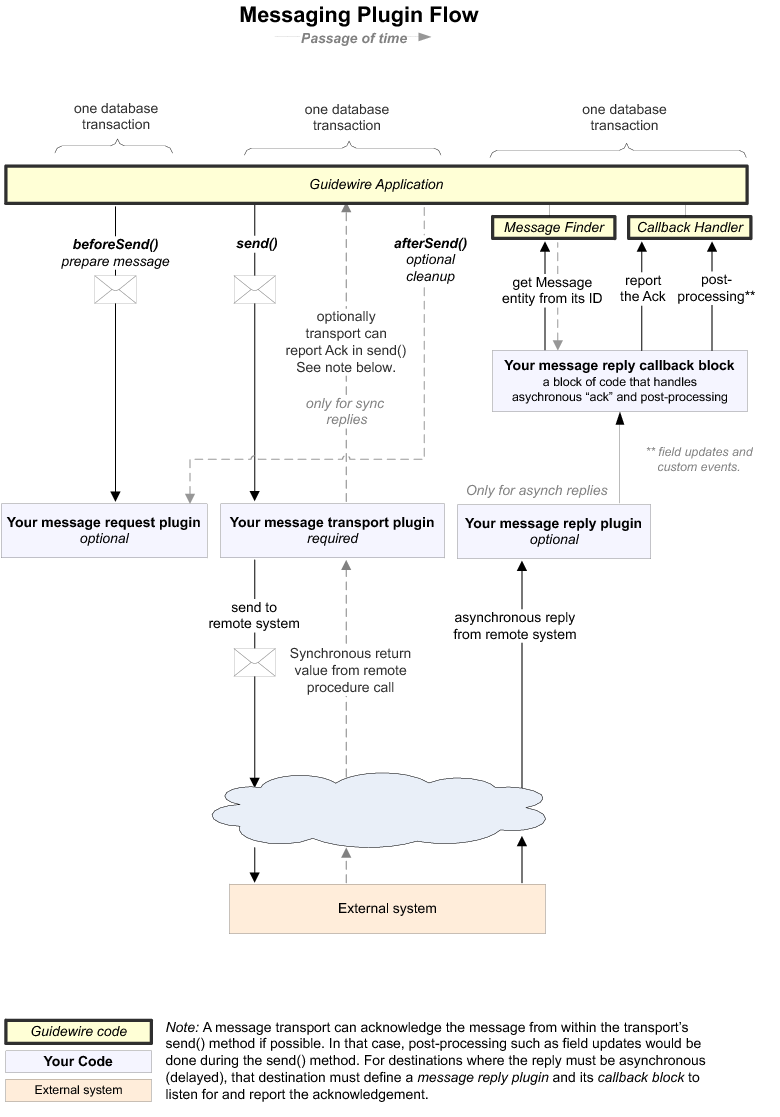 Messaging Plugin Flow
Passage of time
one database
transaction
one database
transaction
one database
transaction
Guidewire Application
beforeSend()
prepare message
send()
optionally
transport can
report Ack in send()
See note below.
only for sync
replies
afterSend()
optional
cleanup
Message Finder
Callback Handler
get Message
entity from its ID
report
the Ack
post-
processing**
Your message reply callback block
a block of code that handles
asychronous “ack” and post-processing
** field updates and
custom events.
Only for asynch replies
Your message request plugin
optional
Your message transport plugin
required
Your message reply plugin
optional
send to
remote system
Synchronous return
value from remote
procedure call
asynchronous reply
from remote system
External system
Guidewire code
Your Code
External system
Note: A message transport can acknowledge the message from within the transport’s
send() method if possible. In that case, post-processing such as field updates would be
done during the send() method. For destinations where the reply must be asynchronous
(delayed), that destination must define a message reply plugin and its callback block to
listen for and report the acknowledgement.